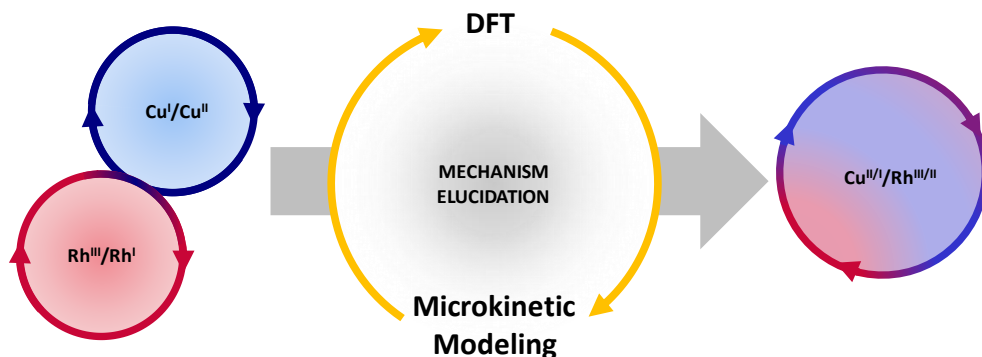 DFT
Cu^I/Cu^II
Rh^III/Rh^I
MECHANISM
ELUCIDATION
Cu^II/I/Rh^III/II
Microkinetic
Modeling